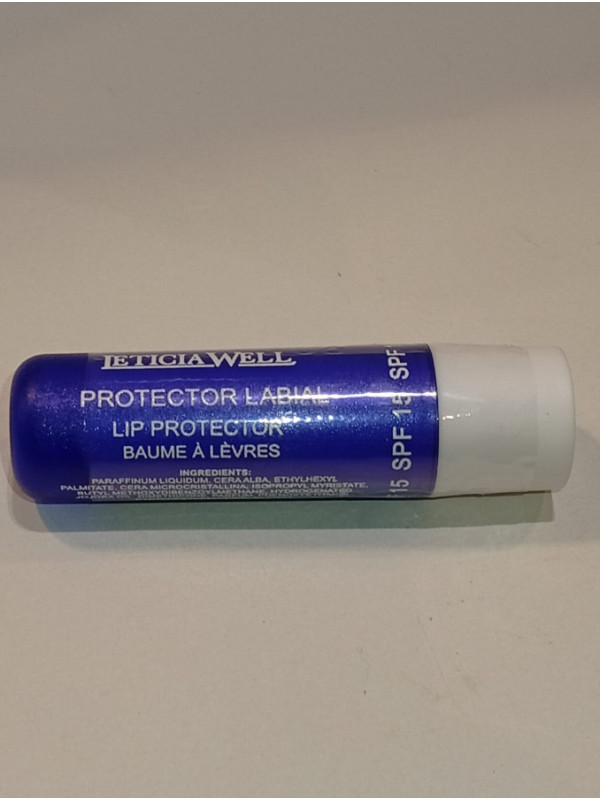 LETICIA WELL
PROTECTOR LABIAL
LIP PROTECTOR
BAUME À LÈVRES
INGREDIENTS:
PARAFFINUM LIQUIDUM, CERA ALBA, ETHYLHEXYL
PALMITATE, CERA MICROCRISTALLINA, ISOPROPYL MYRISTATE,
BUTYL METHOXYDIBENZOYLMETHANE, HYDROGENATED
15 SPF 15 SPF